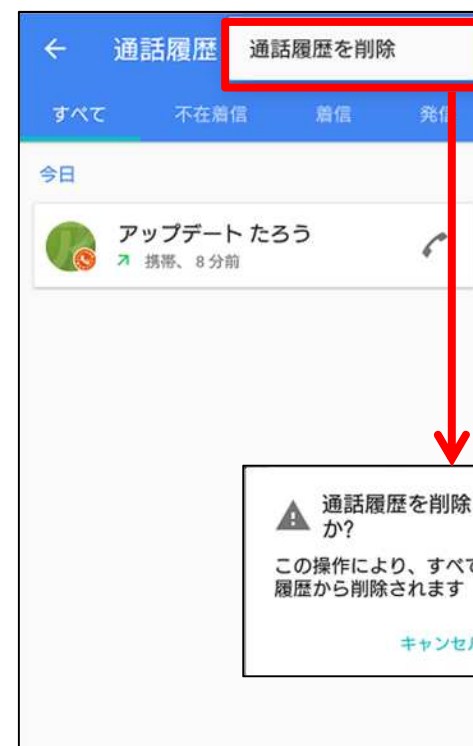 通話履歴
通話履歴を削除
すべて
不在着信
着信
発信
今日
アップデート たろう
携帯、8分前
通話履歴を削除
か?
この操作により、すべて
履歴から削除されます
キャンセル